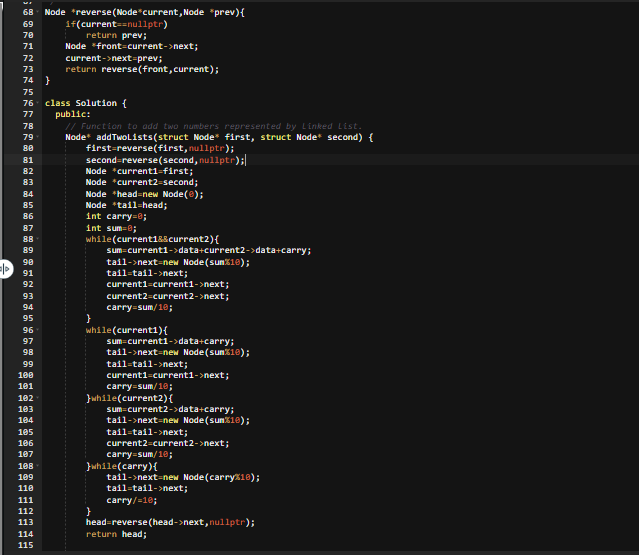 68 Node *reverse(Node*current,Node *prev){
69 if(current==nullptr)
70 return prev;
71 Node *front=current->next;
72 current->next=prev;
73 return reverse(front,current);
74 }
75
76 class Solution {
77 public:
78 // Function to add two numbers represented by linked list.
79 Node* addTwoLists(struct Node* first, struct Node* second) {
80 first=reverse(first,nullptr);
81 second=reverse(second,nullptr);
82 Node *current1=first;
83 Node *current2=second;
84 Node *head=new Node(0);
85 Node *tail=head;
86 int carry=0;
87 int sum=0;
88 while(current1&&current2){
89 sum=current1->data+current2->data+carry;
90 tail->next=new Node(sum%10);
91 tail=tail->next;
92 current1=current1->next;
93 current2=current2->next;
94 carry=sum/10;
95 }
96 while(current1){
97 sum=current1->data+carry;
98 tail->next=new Node(sum%10);
99 tail=tail->next;
100 current1=current1->next;
101 carry=sum/10;
102 }while(current2){
103 sum=current2->data+carry;
104 tail->next=new Node(sum%10);
105 tail=tail->next;
106 current2=current2->next;
107 carry=sum/10;
108 }while(carry){
109 tail->next=new Node(carry%10);
110 tail=tail->next;
111 carry/=10;
112 }
113 head=reverse(head->next,nullptr);
114 return head;
115